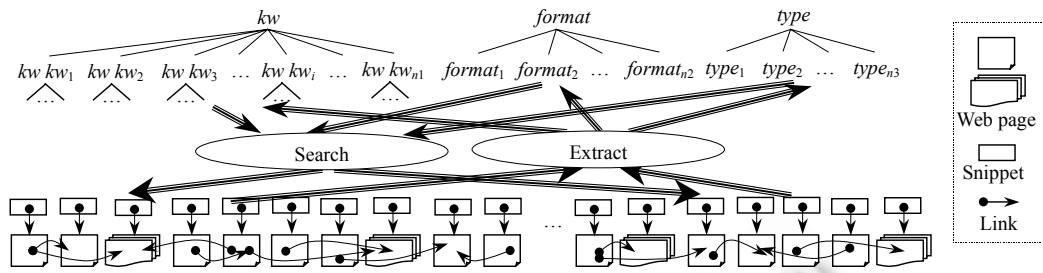 kw format type
kw kw1 kw kw2 kw kw3 … kw kwi … kw kwn1 format1 format2 … formatn2 type1 type2 … typen3
… … … … …
Web page
Search Extract
Snippet
Link
…